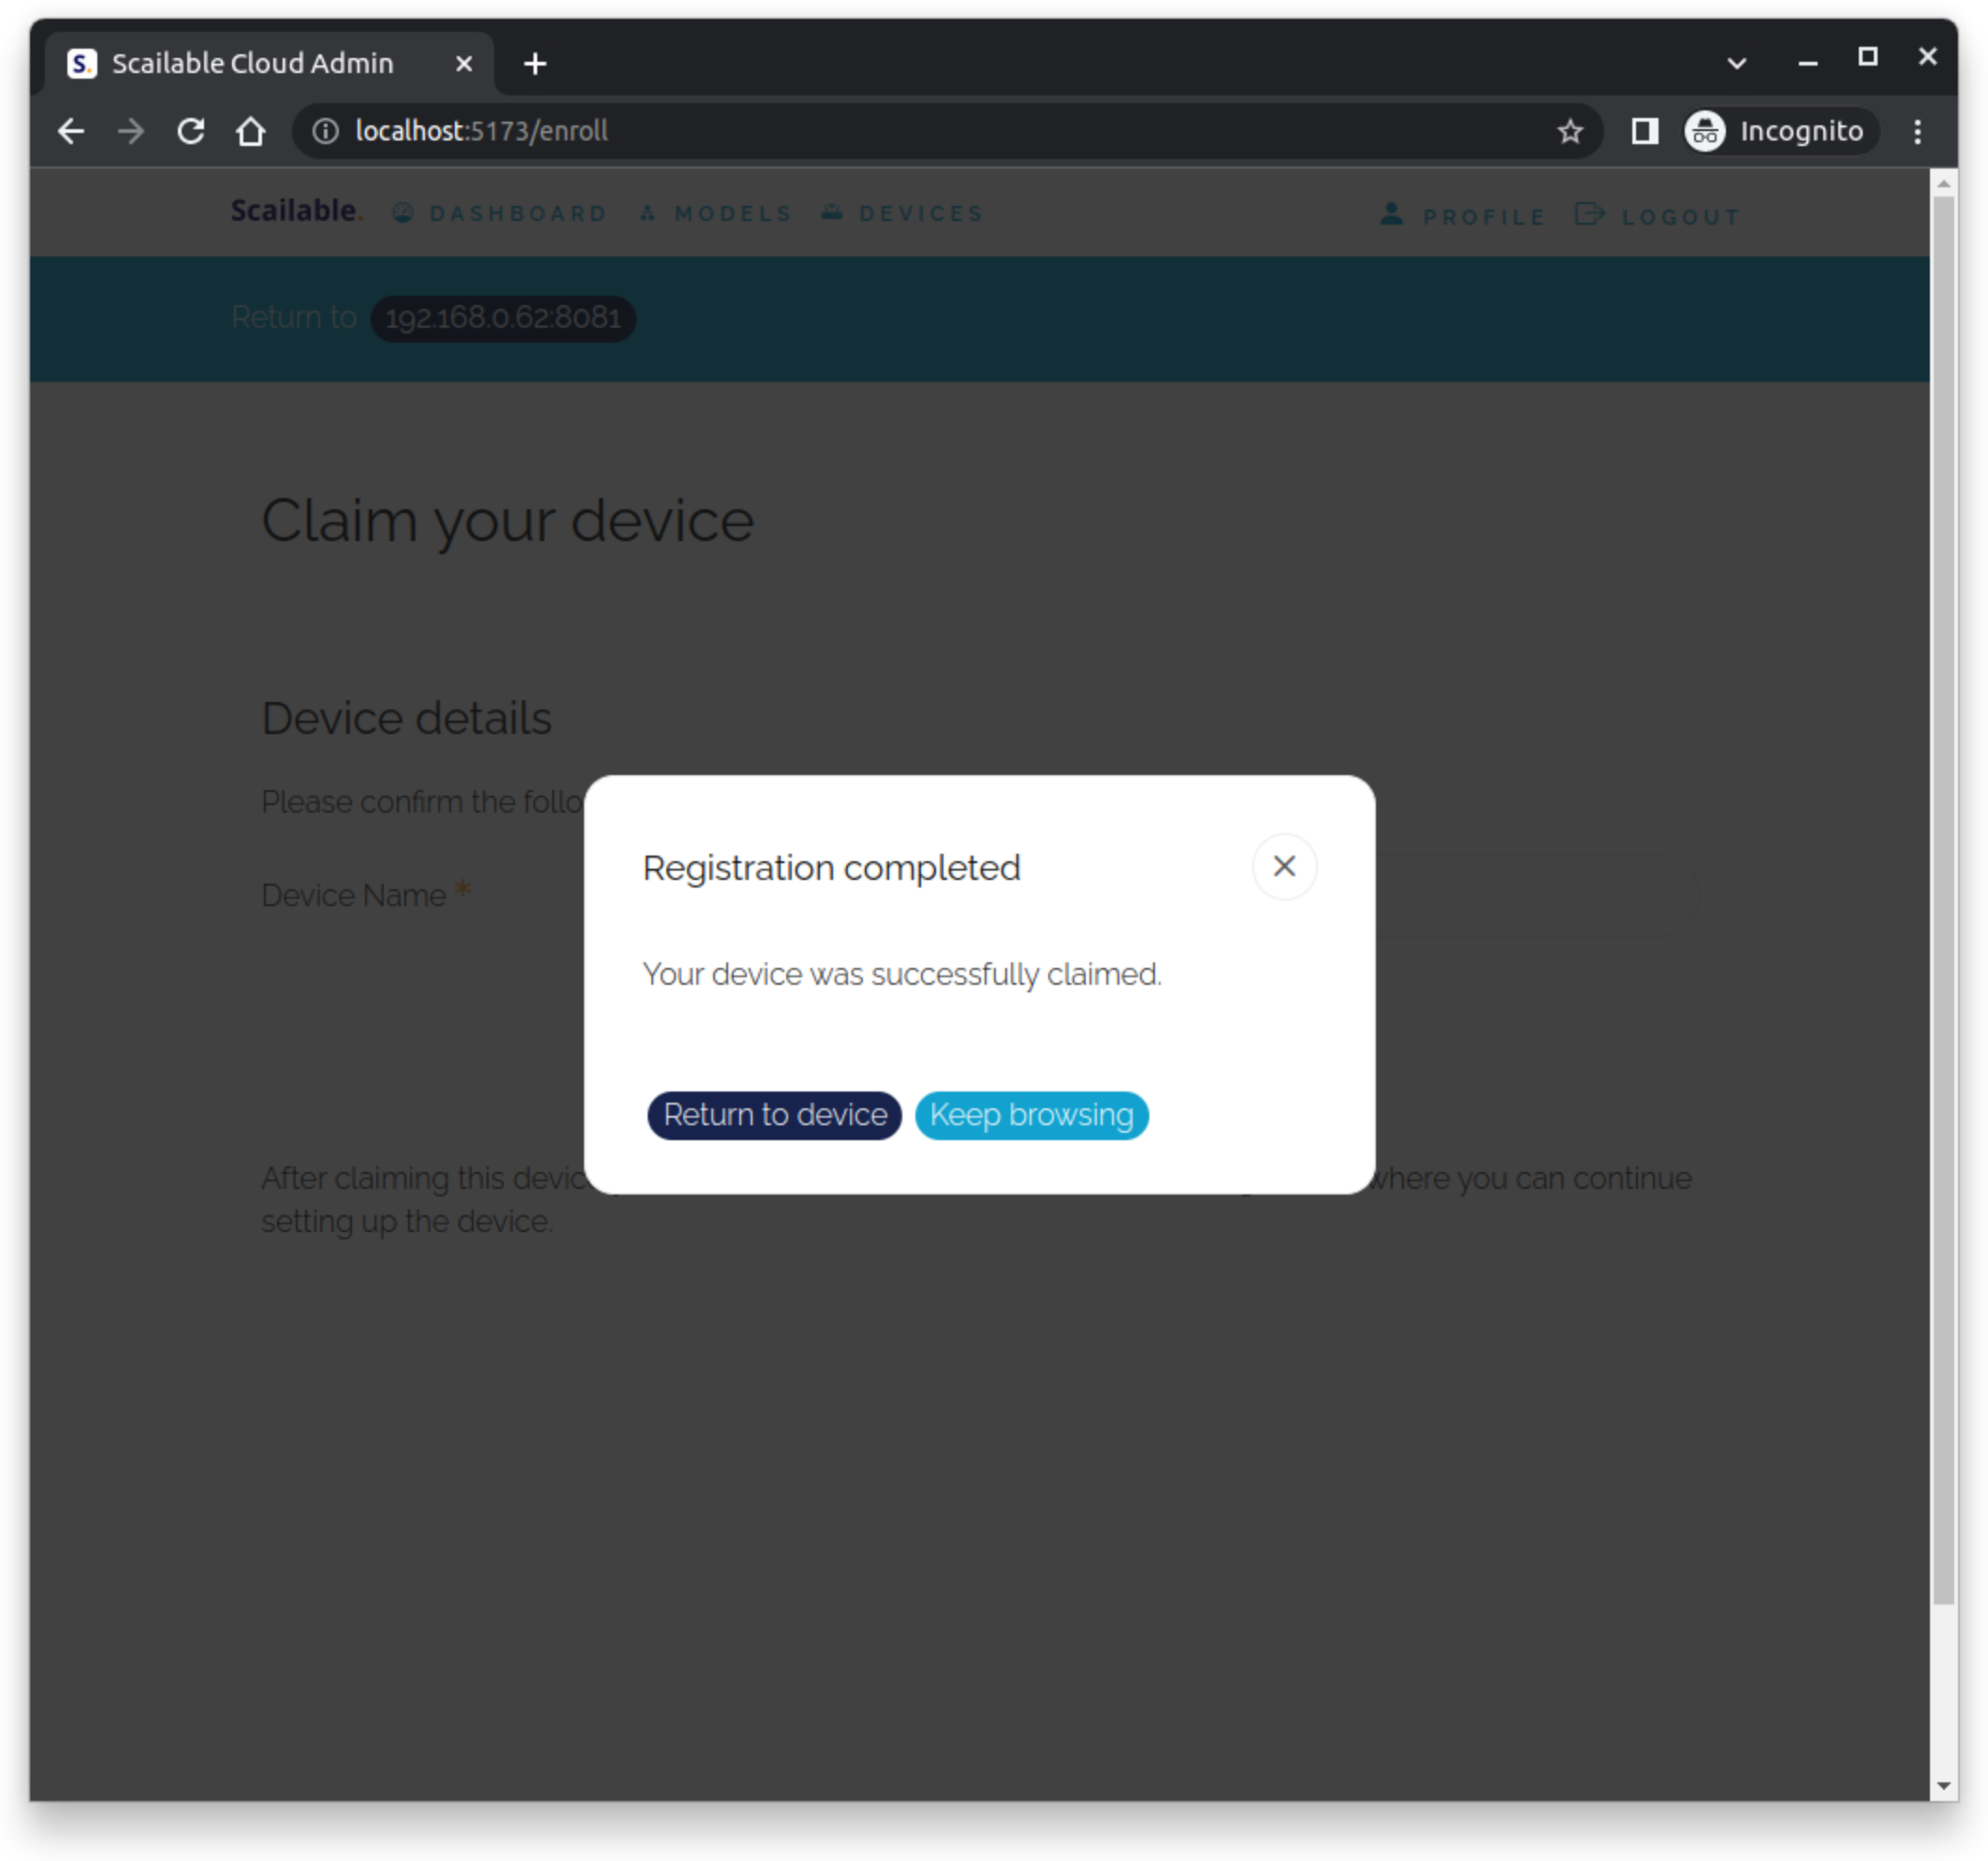 S. Scailable Cloud Admin
localhost:5173/enroll
Incognito
Scailable. DASHBOARD MODELS DEVICES PROFILE LOGOUT
Return to 192.168.0.62:8081
Claim your device
Device details
Please confirm the follo
Device Name *
Registration completed
Your device was successfully claimed.
Return to device Keep browsing
After claiming this devic where you can continue
setting up the device.